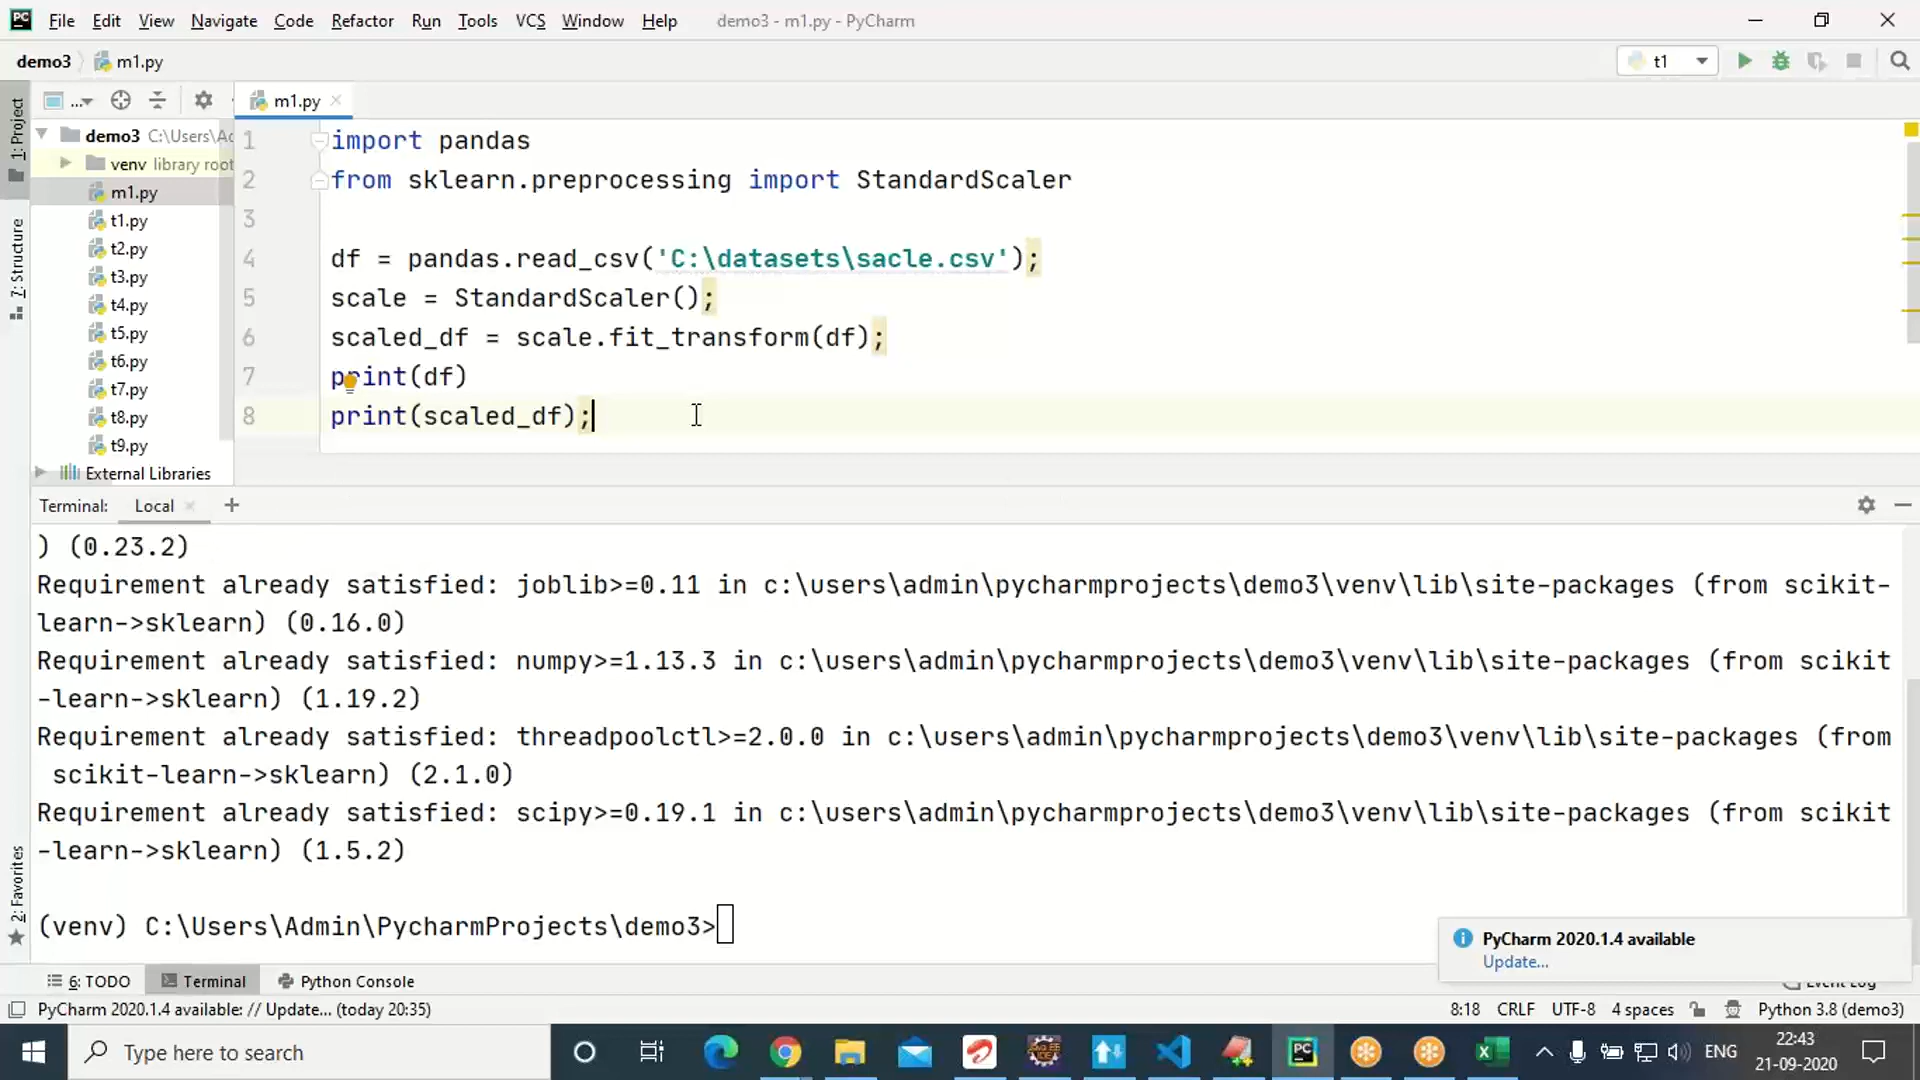 PC File Edit View Navigate Code Refactor Run Tools VCS Window Help demo3 - m1.py - PyCharm
demo3 m1.py t1
1: Project
... m1.py
demo3 C:\Users\Ad
venv library root
m1.py
t1.py
t2.py
t3.py
t4.py
t5.py
t6.py
t7.py
t8.py
t9.py
External Libraries
7: Structure
1 import pandas
2 from sklearn.preprocessing import StandardScaler
3
4 df = pandas.read_csv('C:\datasets\sacle.csv');
5 scale = StandardScaler();
6 scaled_df = scale.fit_transform(df);
7 print(df)
8 print(scaled_df);
Terminal: Local +
) (0.23.2)
Requirement already satisfied: joblib>=0.11 in c:\users\admin\pycharmprojects\demo3\venv\lib\site-packages (from scikit-
learn->sklearn) (0.16.0)
Requirement already satisfied: numpy>=1.13.3 in c:\users\admin\pycharmprojects\demo3\venv\lib\site-packages (from scikit
-learn->sklearn) (1.19.2)
Requirement already satisfied: threadpoolctl>=2.0.0 in c:\users\admin\pycharmprojects\demo3\venv\lib\site-packages (from
scikit-learn->sklearn) (2.1.0)
Requirement already satisfied: scipy>=0.19.1 in c:\users\admin\pycharmprojects\demo3\venv\lib\site-packages (from scikit
-learn->sklearn) (1.5.2)
(venv) C:\Users\Admin\PycharmProjects\demo3>
2: Favorites
PyCharm 2020.1.4 available
Update...
6: TODO Terminal Python Console Event Log
PyCharm 2020.1.4 available: // Update... (today 20:35) 8:18 CRLF UTF-8 4 spaces Python 3.8 (demo3)
Type here to search
PC
ENG
22:43
21-09-2020